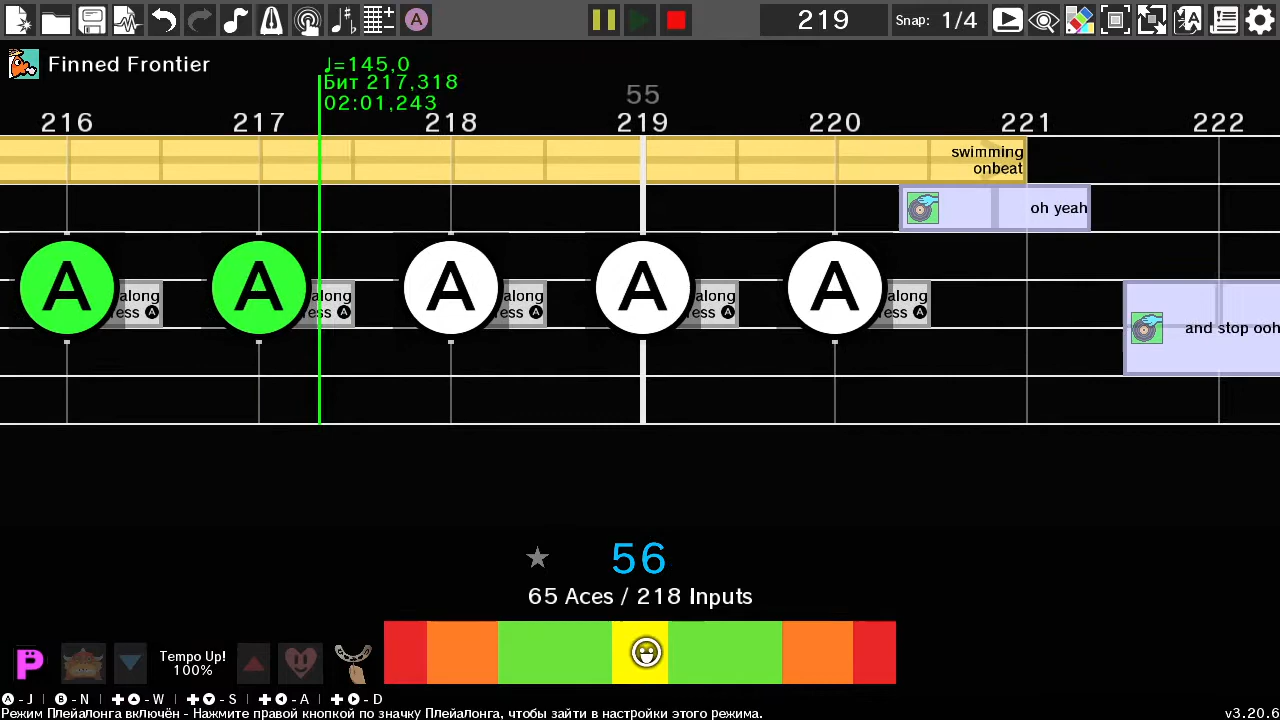 219
Snap: 1/4
A
Finned Frontier
♩=145,0
Бит 217,318
02:01,243
55
216 217 218 219 220 221 222
swimming
onbeat
oh yeah
A A A A A
along along along along along
ress A ress A ress A ress A ress A
and stop ooh
56
65 Aces / 218 Inputs
P
Tempo Up!
100%
A - J | B - N | - W | - S | - A | - D
Режим Плейалонга включён - Нажмите правой кнопкой по значку Плейалонга, чтобы зайти в настройки этого режима.
v3.20.6